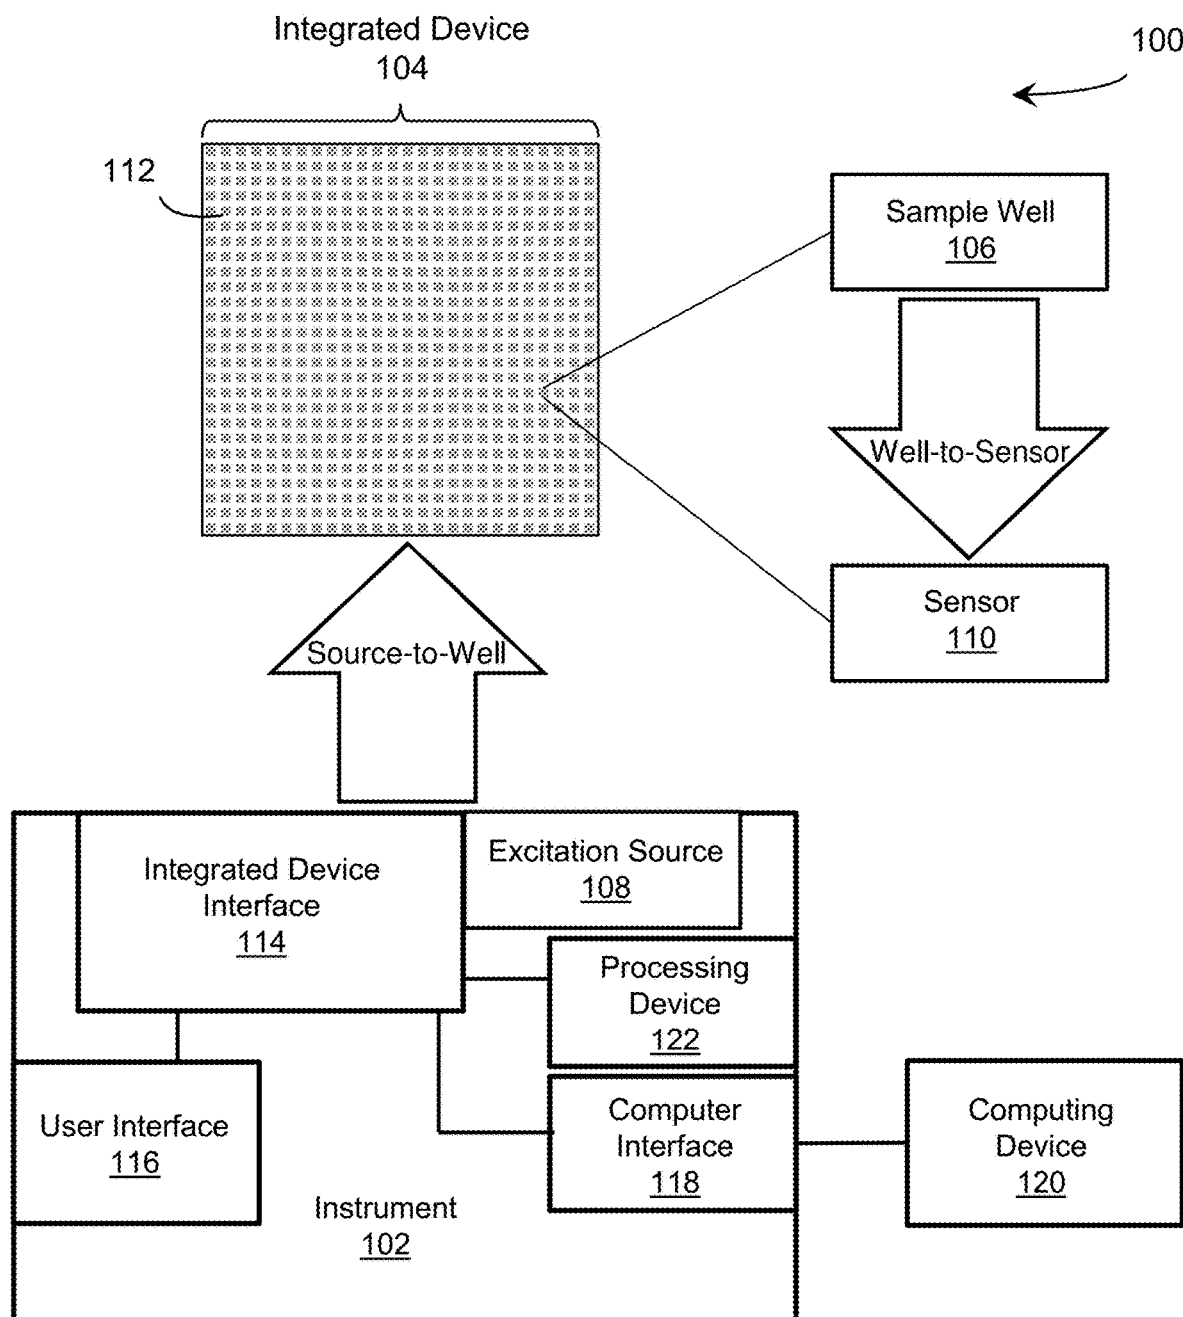 Integrated Device
104
100
112
Sample Well
106
Well-to-Sensor
Sensor
110
Source-to-Well
Integrated Device
Interface
114
Excitation Source
108
Processing
Device
122
User Interface
116
Computer
Interface
118
Computing
Device
120
Instrument
102